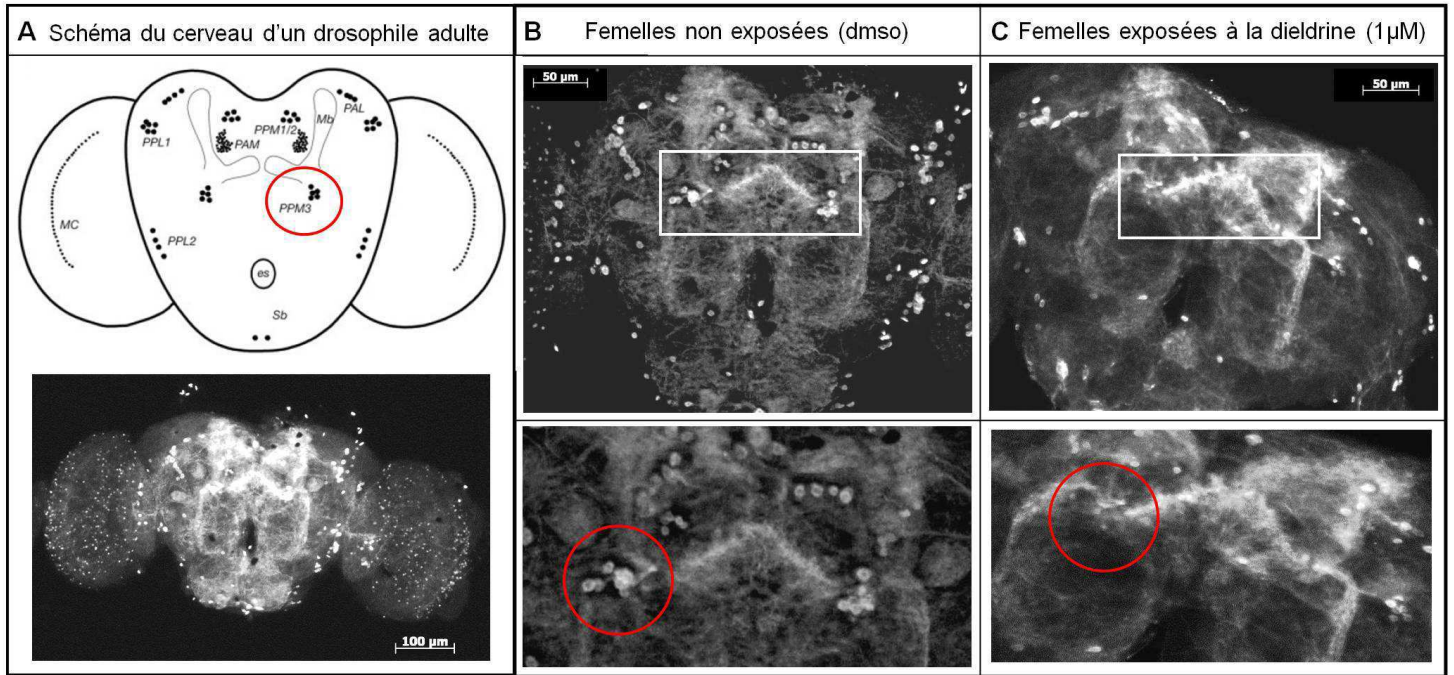 A Schéma du cerveau d'un drosophile adulte
PAL
PPL1
PPM1/2
Mb
PAM
PPM3
MC
PPL2
es
Sb
100 µm
B Femelles non exposées (dmso)
50 µm
C Femelles exposées à la dieldrine (1µM)
50 µm